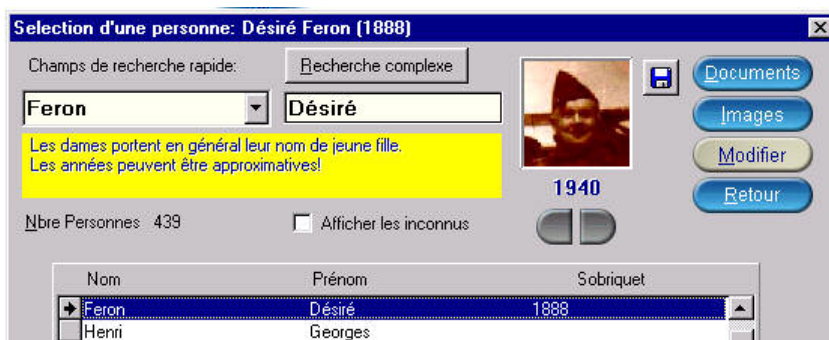 Selection d'une personne: Désiré Feron (1888)
Champs de recherche rapide:
Recherche complexe
Documents
Feron
Désiré
Images
Les dames portent en général leur nom de jeune fille.
Les années peuvent être approximatives!
Modifier
1940
Retour
Nbre Personnes 439
Afficher les inconnus
Nom Prénom Sobriquet
Feron Désiré 1888
Henri Georges